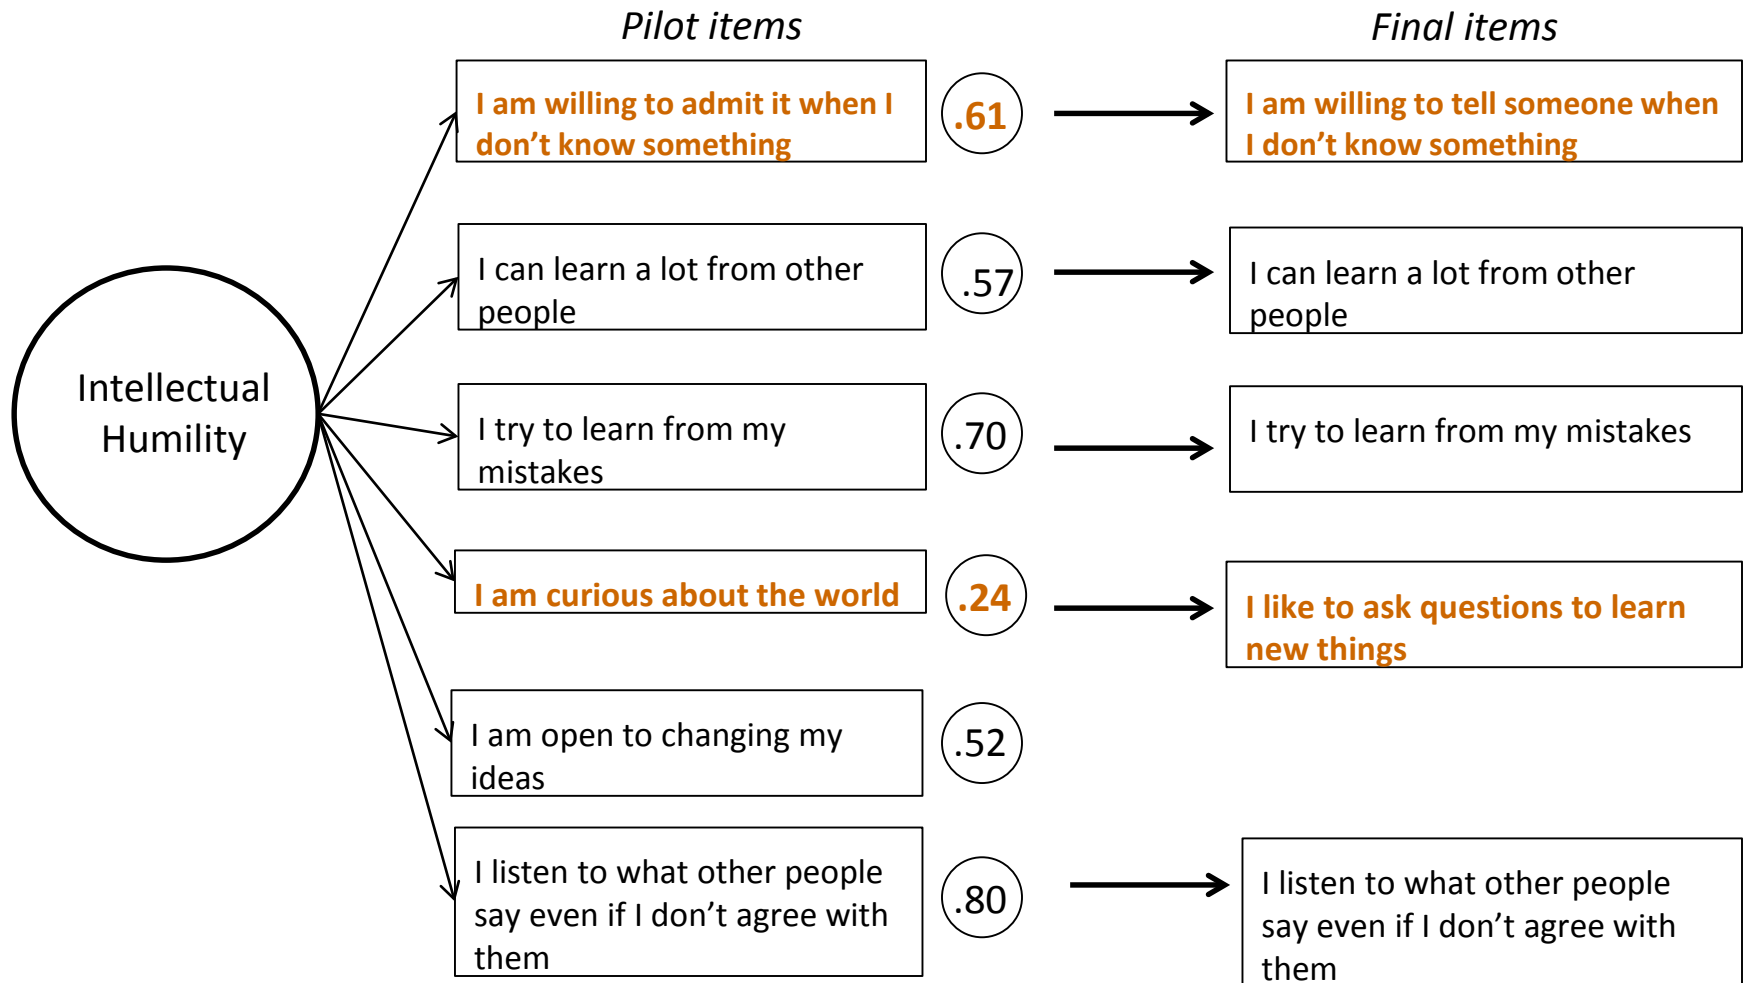 Pilot items
Final items
I am willing to admit it when I
don’t know something
.61
I am willing to tell someone when
I don’t know something
I can learn a lot from other
people
.57
I can learn a lot from other
people
Intellectual
Humility
I try to learn from my
mistakes
.70
I try to learn from my mistakes
I am curious about the world
.24
I like to ask questions to learn
new things
I am open to changing my
ideas
.52
I listen to what other people
say even if I don’t agree with
them
.80
I listen to what other people
say even if I don’t agree with
them